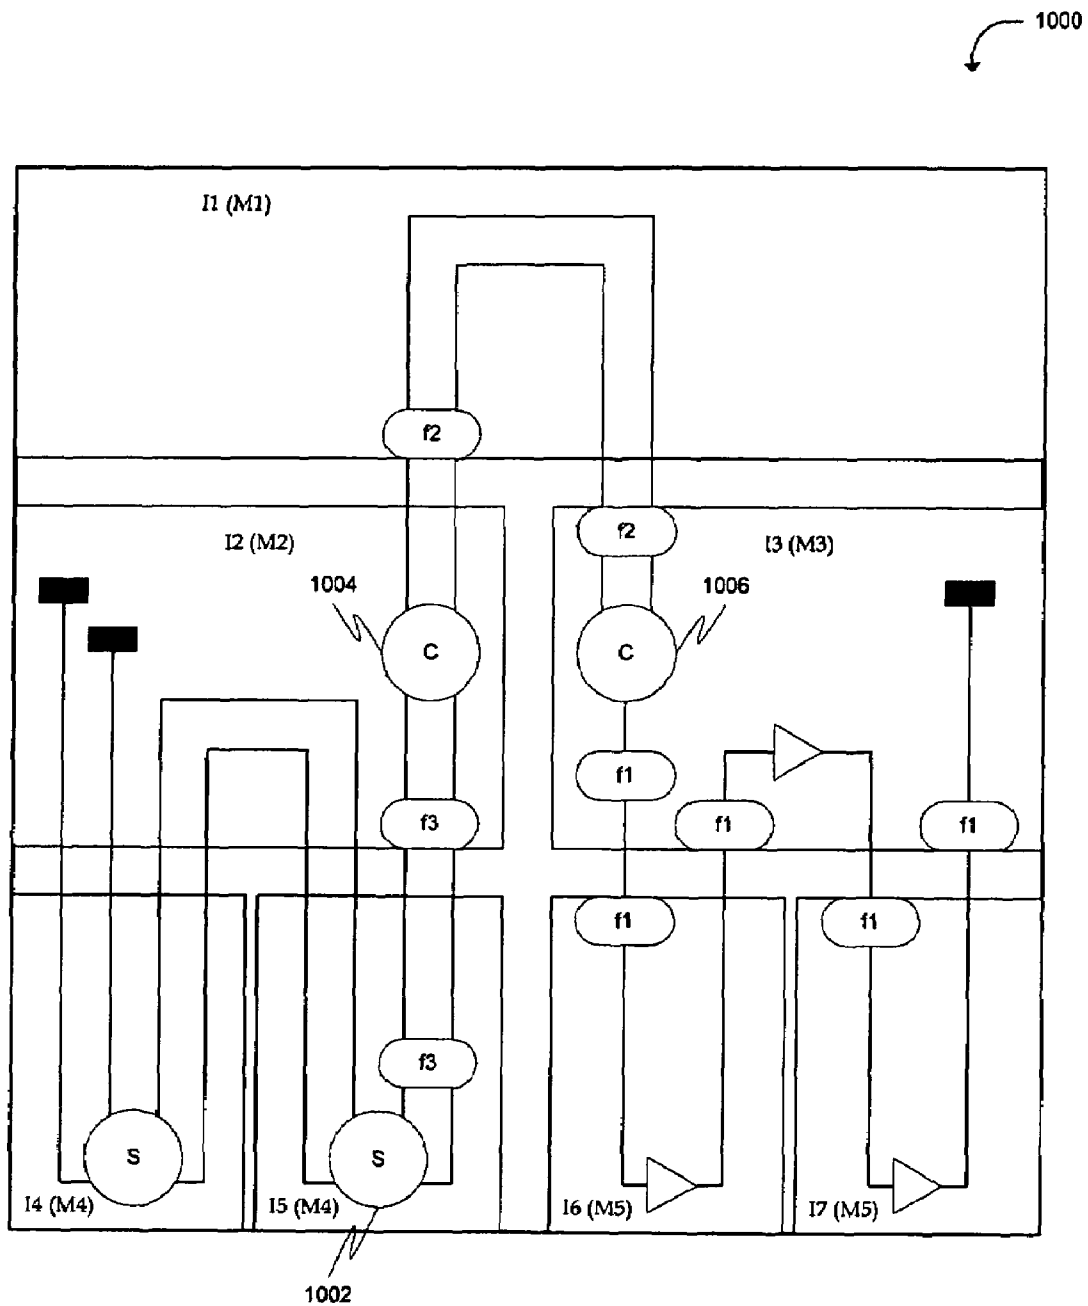 1000
I1 (M1)
f2
f2
I2 (M2)
I3 (M3)
1004
1006
C
C
f1
f3
f1
f1
f1
f1
f3
S
S
I4 (M4)
I5 (M4)
I6 (M5)
I7 (M5)
1002